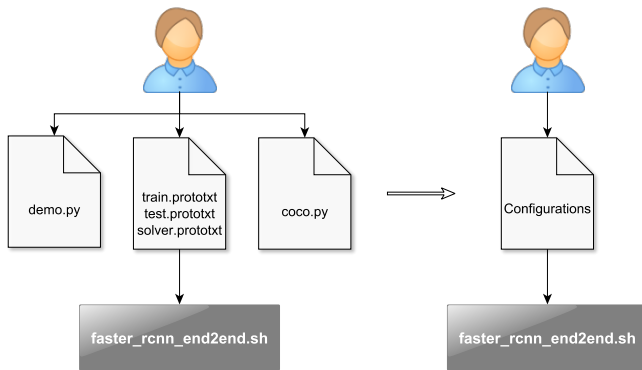 demo.py
train.prototxt
test.prototxt
solver.prototxt
coco.py
Configurations
faster_rcnn_end2end.sh
faster_rcnn_end2end.sh